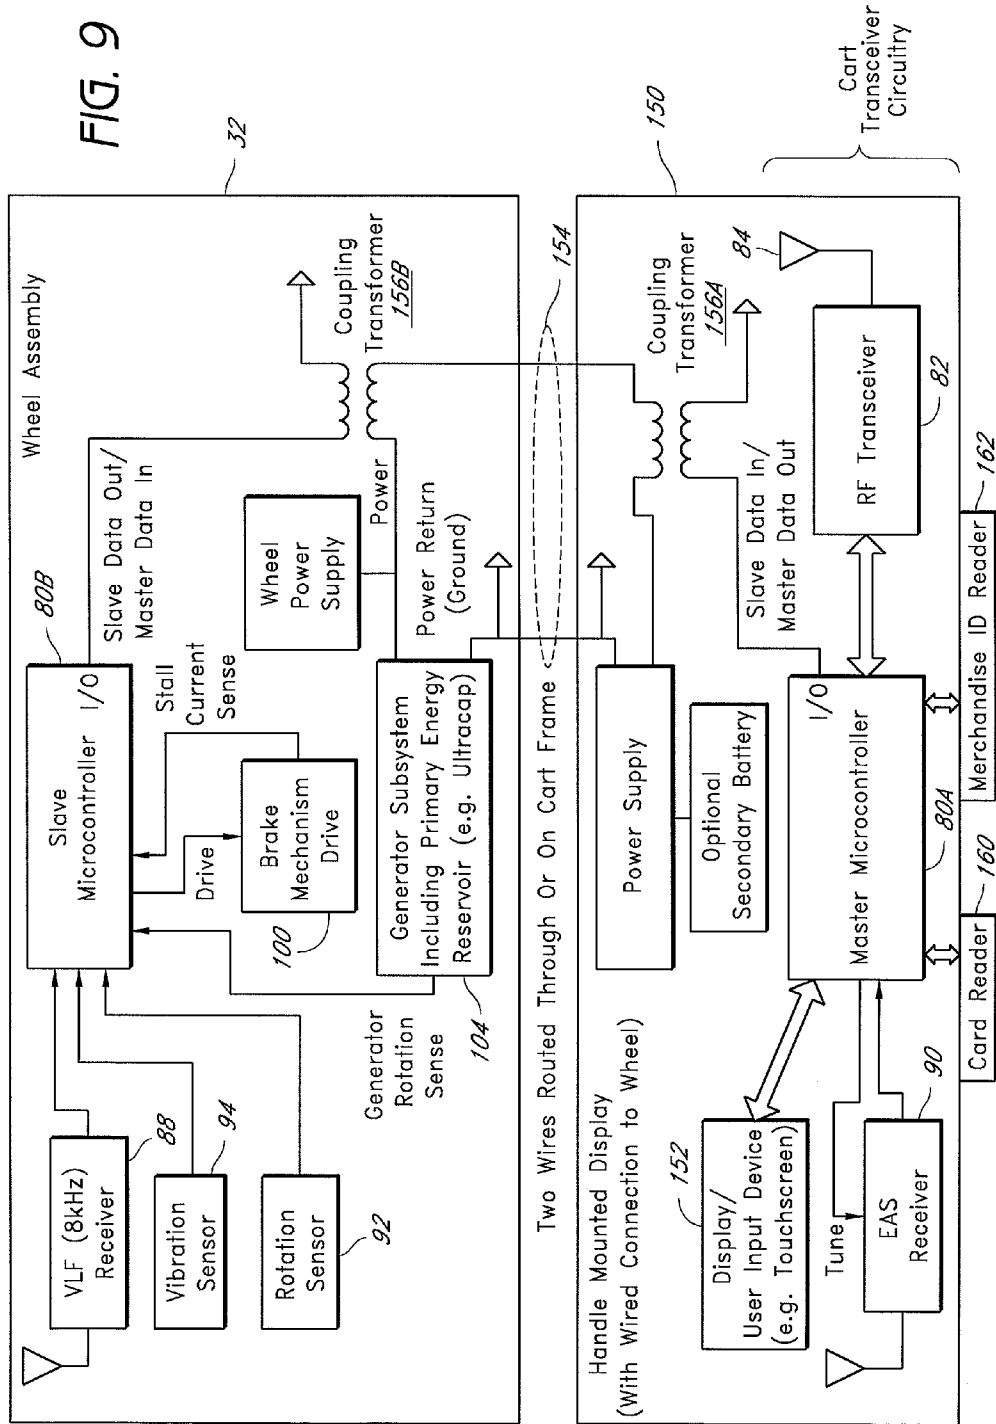 FIG. 9
32
Wheel Assembly
VLF (8kHz)
Receiver
88
Vibration
Sensor
94
Rotation
Sensor
92
Slave
Microcontroller
I/O
80B
Slave Data Out/
Master Data In
Stall
Current
Sense
Drive
Brake
Mechanism
Drive
100
Wheel
Power
Supply
Power
Coupling
Transformer
156B
Generator
Rotation
Sense
Generator Subsystem
Including Primary Energy
Reservoir (e.g. Ultracap)
104
Power Return
(Ground)
Two Wires Routed Through Or On Cart Frame
154
Handle Mounted Display
(With Wired Connection to Wheel)
150
Power Supply
Optional
Secondary Battery
Coupling
Transformer
156A
Slave Data In/
Master Data Out
84
Display/
User Input Device
(e.g. Touchscreen)
152
Master Microcontroller
I/O
80A
RF Transceiver
82
Tune
EAS
Receiver
90
Cart
Transceiver
Circuitry
Card Reader
160
Merchandise ID Reader
162